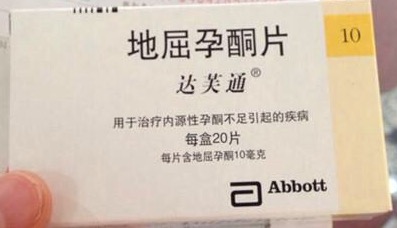 地屈孕酮片
10
达芙通®
用于治疗内源性孕酮不足引起的疾病
每盒20片
每片含地屈孕酮10毫克
Abbott